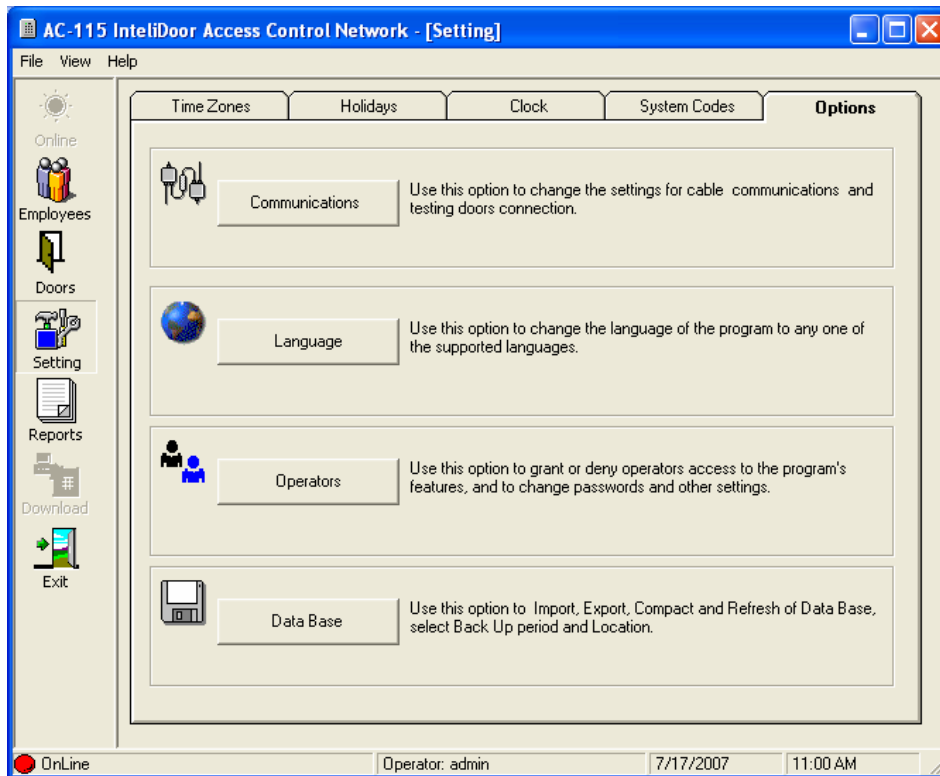 AC-115 InteliDoor Access Control Network - [Setting]
File View Help
Online
Employees
Doors
Setting
Reports
Download
Exit
Time Zones Holidays Clock System Codes Options
Communications
Use this option to change the settings for cable communications and
testing doors connection.
Language
Use this option to change the language of the program to any one of
the supported languages.
Operators
Use this option to grant or deny operators access to the program's
features, and to change passwords and other settings.
Data Base
Use this option to Import, Export, Compact and Refresh of Data Base,
select Back Up period and Location.
OnLine Operator: admin 7/17/2007 11:00 AM